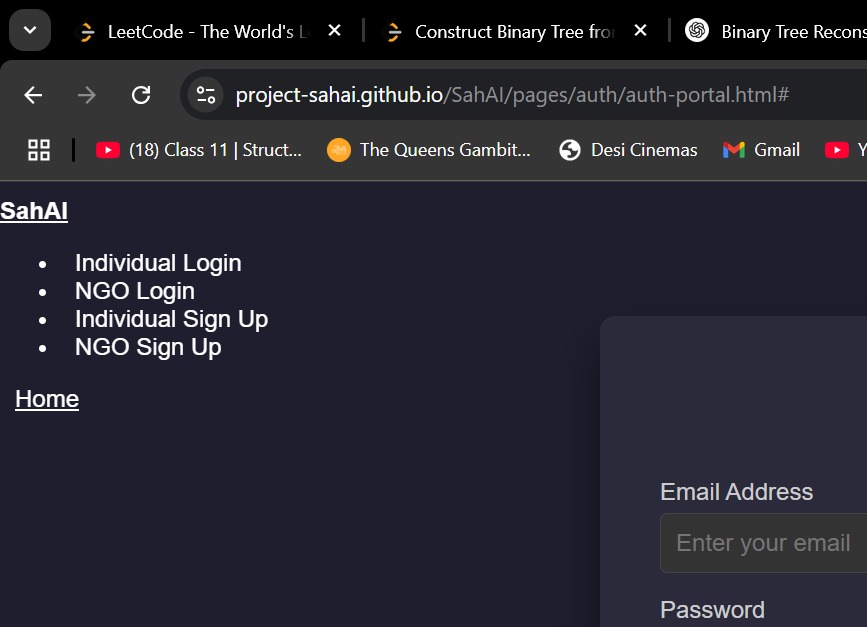 LeetCode - The World's L
Construct Binary Tree fro
Binary Tree Recons
project-sahai.github.io/SahAI/pages/auth/auth-portal.html#
(18) Class 11 | Struct...
The Queens Gambit...
Desi Cinemas
Gmail
Y
SahAI
Individual Login
NGO Login
Individual Sign Up
NGO Sign Up
Home
Email Address
Enter your email
Password